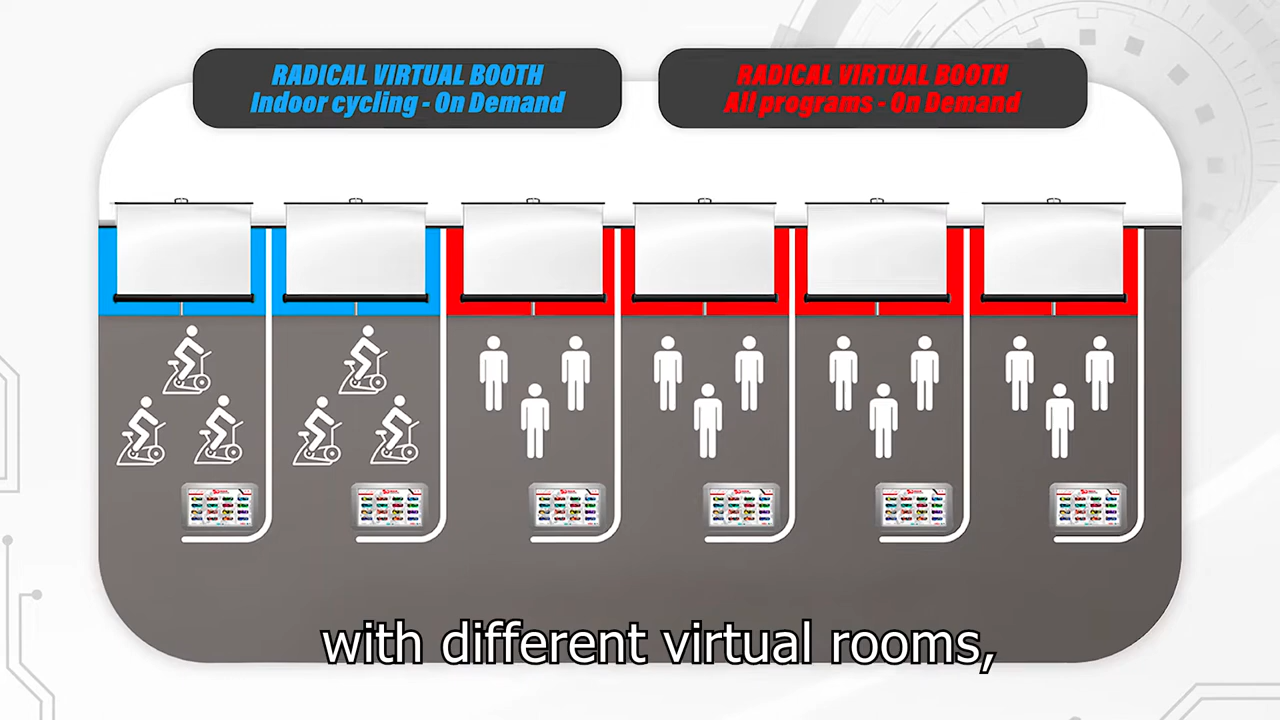 RADICAL VIRTUAL BOOTH
Indoor cycling - On Demand
RADICAL VIRTUAL BOOTH
All programs - On Demand
with different virtual rooms,